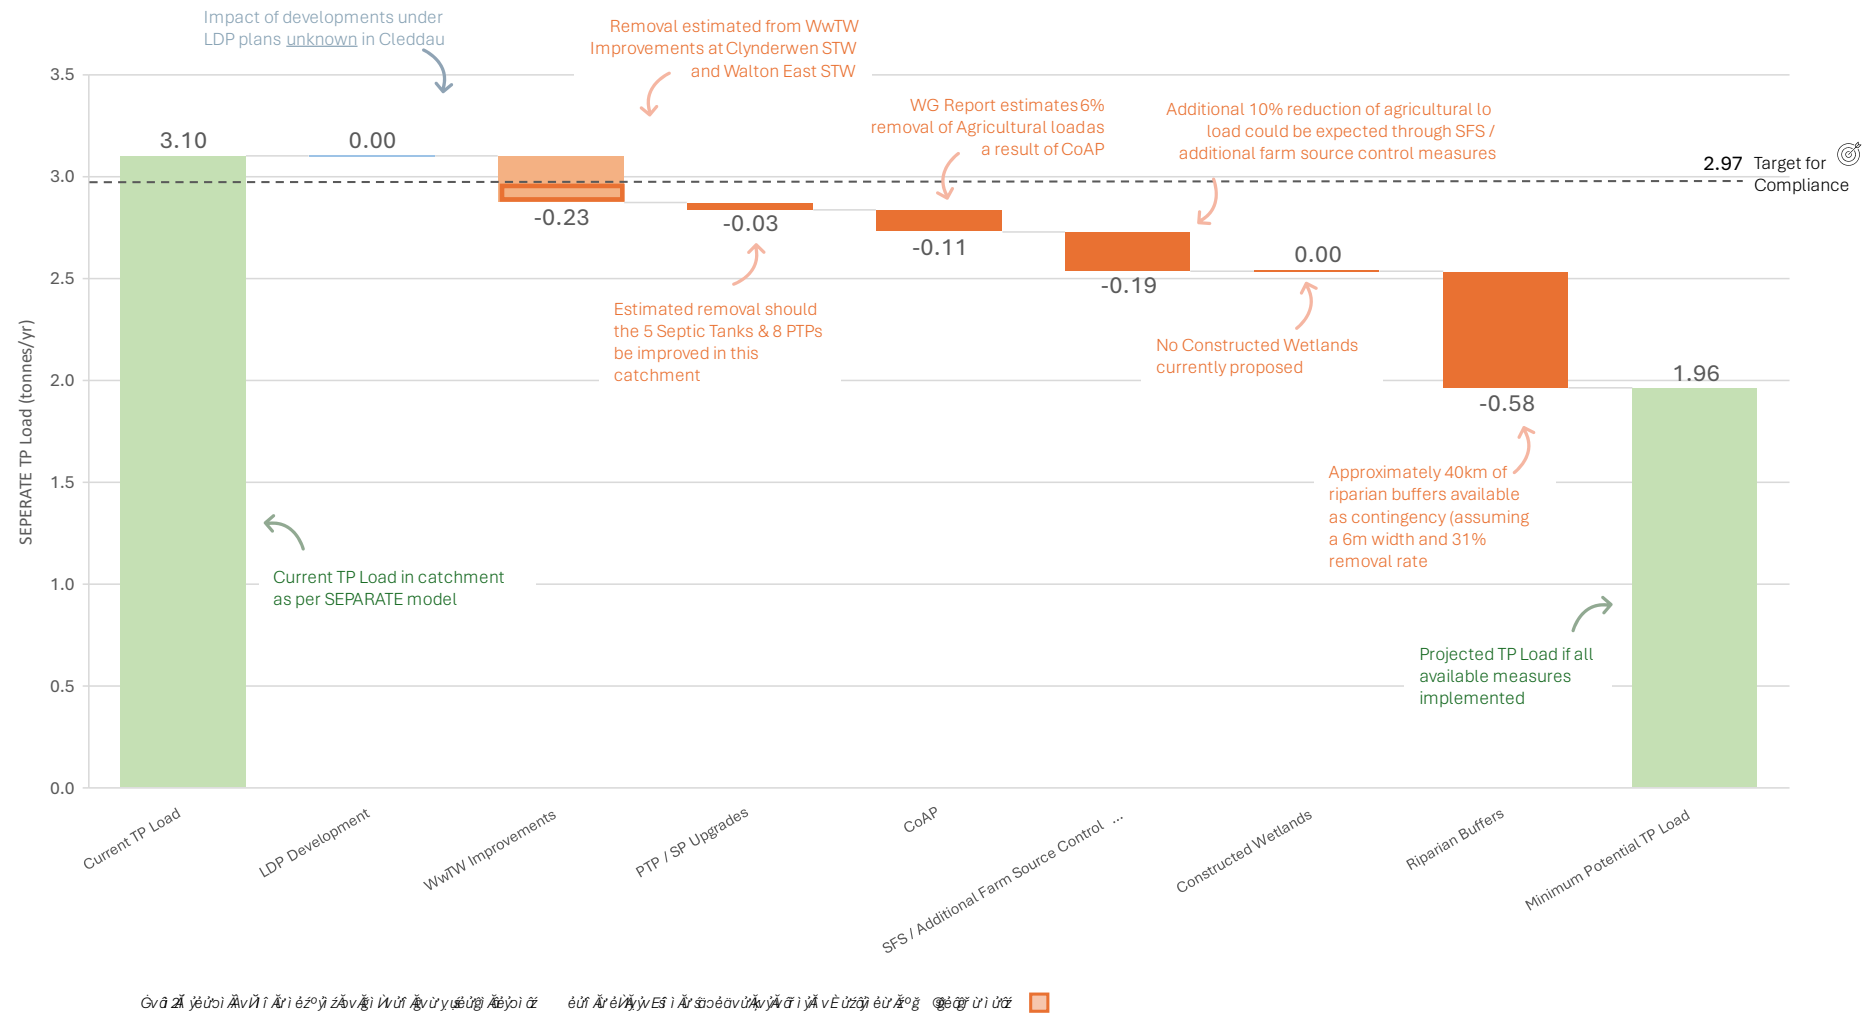 Impact of developments under
LDP plans unknown in Cleddau
Removal estimated from WwTW
Improvements at Clynderwen STW
and Walton East STW
WG Report estimates 6%
removal of Agricultural load as
a result of CoAP
Additional 10% reduction of agricultural lo
load could be expected through SFS /
additional farm source control measures
2.97 Target for
Compliance
SEPERATE TP Load (tonnes/yr)
3.5
3.0
2.5
2.0
1.5
1.0
0.5
0.0
3.10
0.00
-0.23
-0.03
-0.11
-0.19
0.00
-0.58
1.96
Estimated removal should
the 5 Septic Tanks & 8 PTPs
be improved in this
catchment
No Constructed Wetlands
currently proposed
Approximately 40km of
riparian buffers available
as contingency (assuming
a 6m width and 31%
removal rate
Current TP Load in catchment
as per SEPARATE model
Projected TP Load if all
available measures
implemented
Current TP Load
LDP Development
WwTW Improvements
PTP / SP Upgrades
CoAP
SFS / Additional Farm Source Control ...
Constructed Wetlands
Riparian Buffers
Minimum Potential TP Load